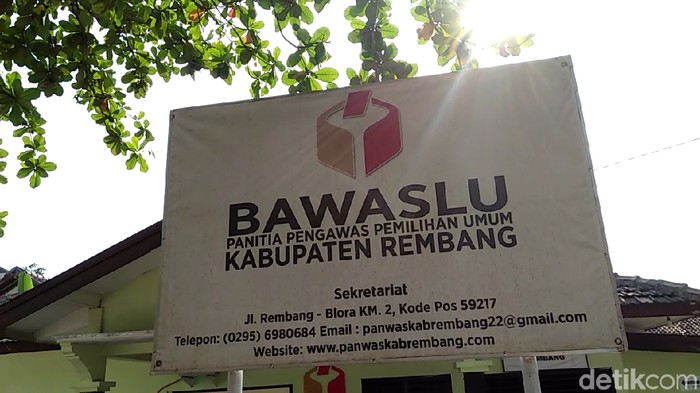 BAWASLU
PANITIA PENGAWAS PEMILIHAN UMUM
KABUPATEN REMBANG
Sekretariat
Jl. Rembang - Blora KM. 2, Kode Pos 59217
Telepon: (0295) 6980684 Email : panwaskabrembang22@gmail.com
Website: www.panwaskabrembang.com
EMBANG
detikcom